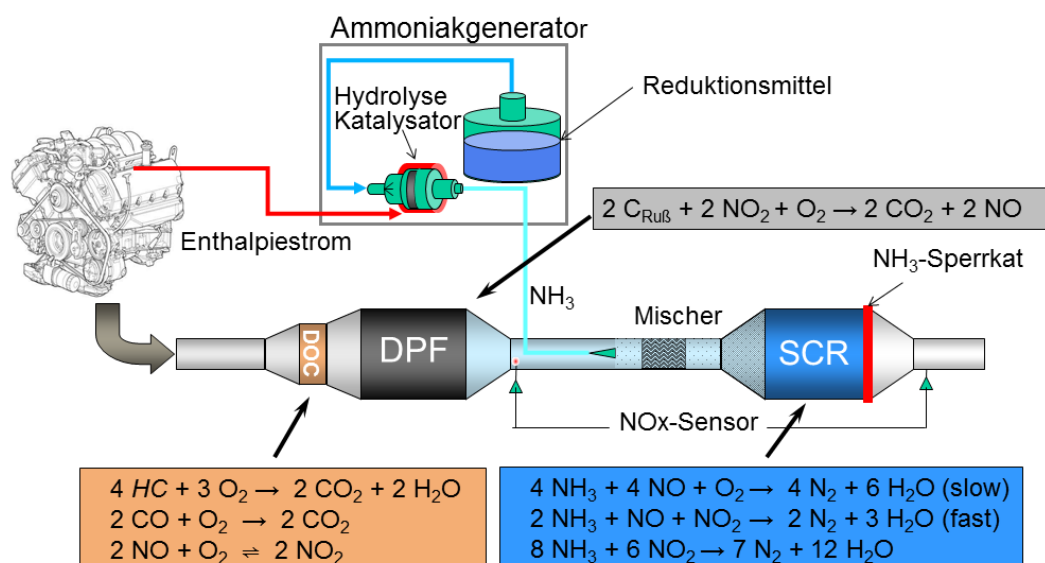 Ammoniakgenerator
Hydrolyse
Katalysator
Reduktionsmittel
Enthalpiestrom
2 C_Ruß + 2 NO₂ + O₂ → 2 CO₂ + 2 NO
NH₃-Sperrkat
NH₃
Mischer
DOC
DPF
SCR
NOx-Sensor
4 HC + 3 O₂ → 2 CO₂ + 2 H₂O
2 CO + O₂ → 2 CO₂
2 NO + O₂ ⇌ 2 NO₂
4 NH₃ + 4 NO + O₂ → 4 N₂ + 6 H₂O (slow)
2 NH₃ + NO + NO₂ → 2 N₂ + 3 H₂O (fast)
8 NH₃ + 6 NO₂ → 7 N₂ + 12 H₂O